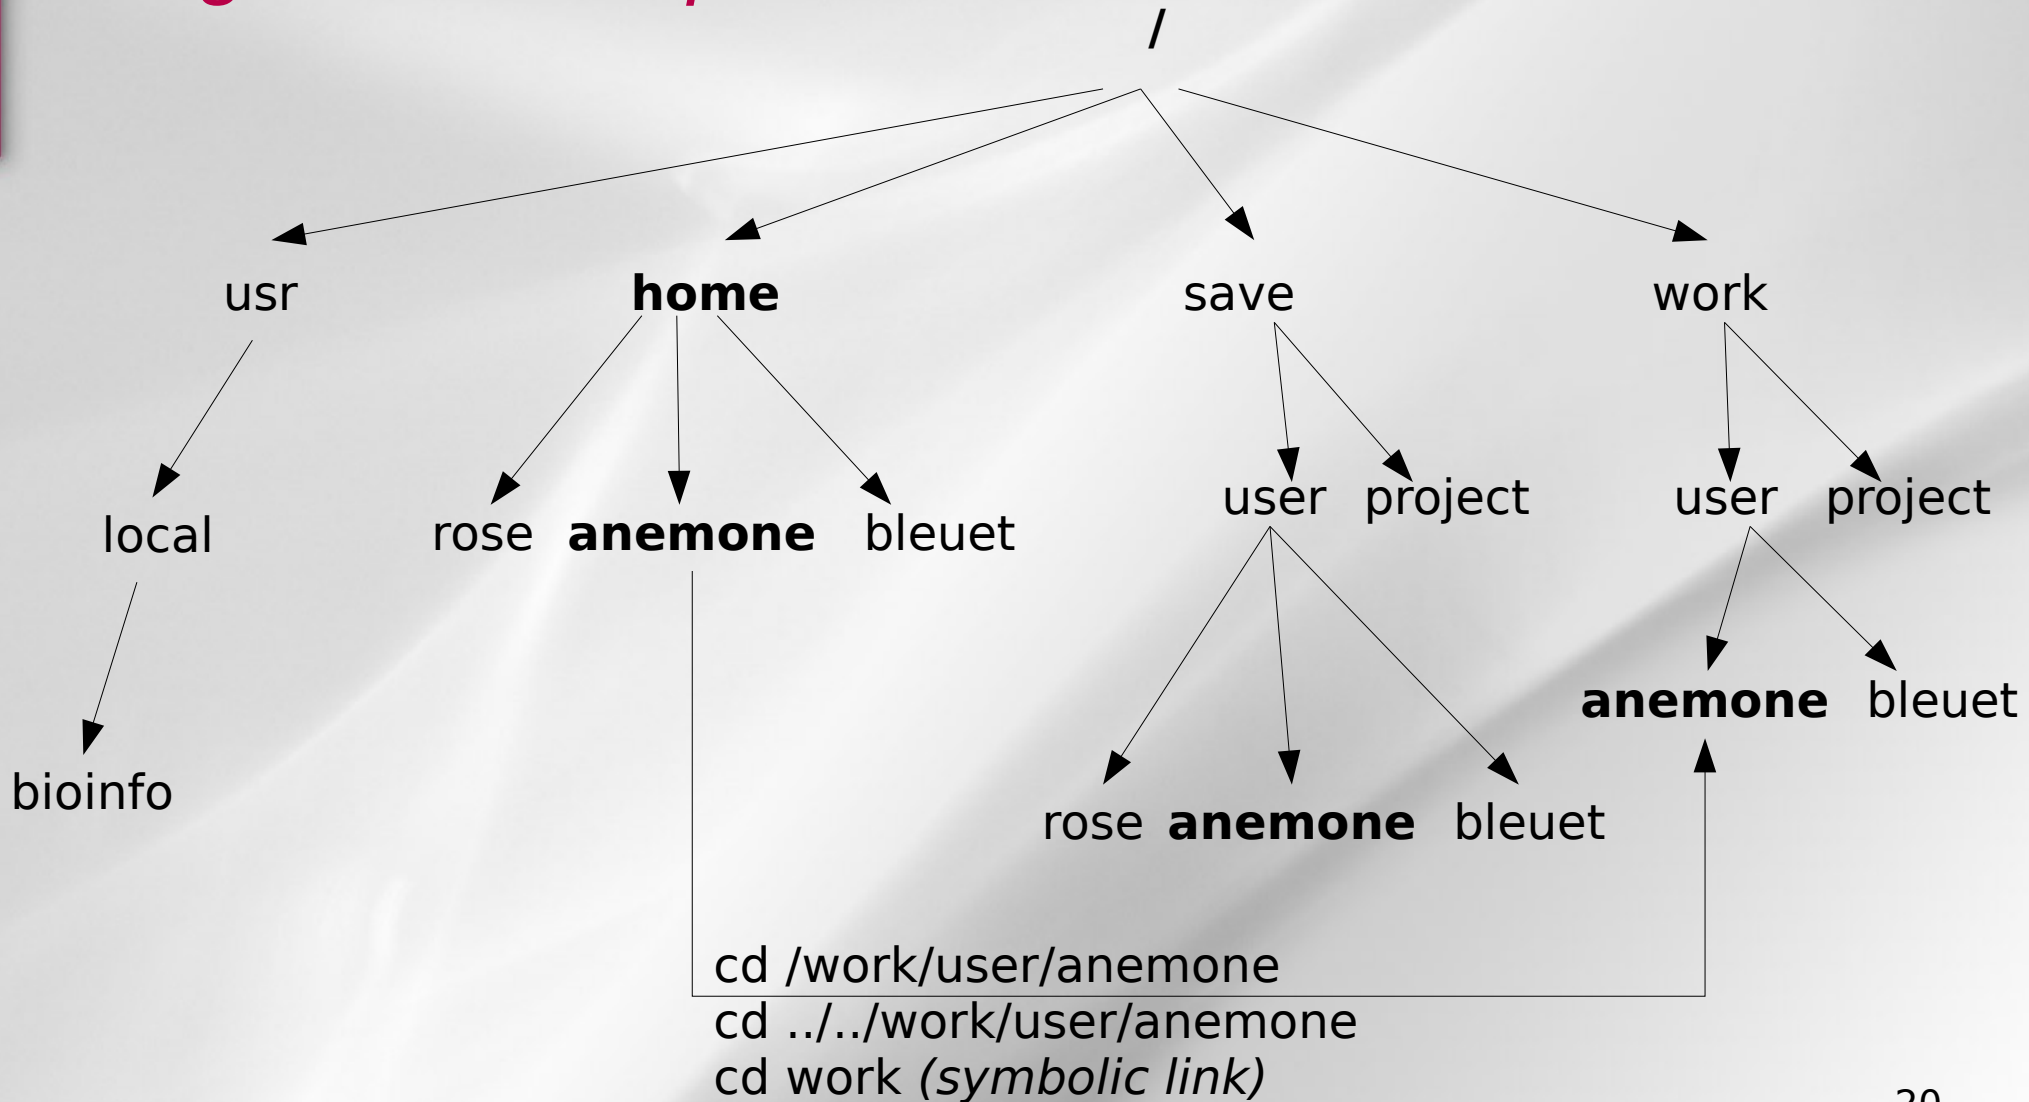 /
usr home save work
user project user project
local rose anemone bleuet
anemone bleuet
bioinfo
rose anemone bleuet
cd /work/user/anemone
cd ../../work/user/anemone
cd work (symbolic link)
20